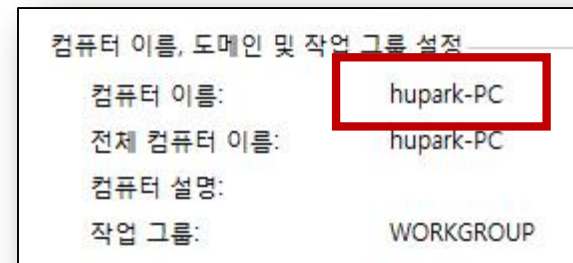 컴퓨터 이름, 도메인 및 작업 그룹 설정
컴퓨터 이름: hupark-PC
전체 컴퓨터 이름: hupark-PC
컴퓨터 설명:
작업 그룹: WORKGROUP